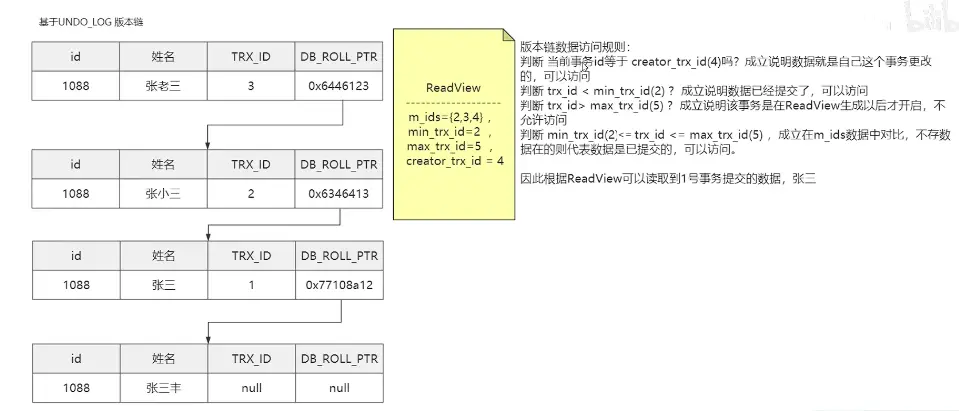 基于UNDO_LOG 版本链
id 姓名 TRX_ID DB_ROLL_PTR
1088 张老三 3 0x6446123
id 姓名 TRX_ID DB_ROLL_PTR
1088 张小三 2 0x6346413
id 姓名 TRX_ID DB_ROLL_PTR
1088 张三 1 0x77108a12
id 姓名 TRX_ID DB_ROLL_PTR
1088 张三丰 null null
ReadView
m_ids={2,3,4} ，
min_trx_id=2 ，
max_trx_id=5 ，
creator_trx_id = 4
版本链数据访问规则：
判断 当前事务id等于 creator_trx_id(4)吗？成立说明数据就是自己这个事务更改
的，可以访问
判断 trx_id < min_trx_id(2) ？成立说明数据已经提交了，可以访问
判断 trx_id> max_trx_id(5) ？成立说明该事务是在ReadView生成以后才开启，不
允许访问
判断 min_trx_id(2)<= trx_id <= max_trx_id(5) ，成立在m_ids数据中对比，不存数
据在的则代表数据是已提交的，可以访问。
因此根据ReadView可以读取到1号事务提交的数据，张三
bilib